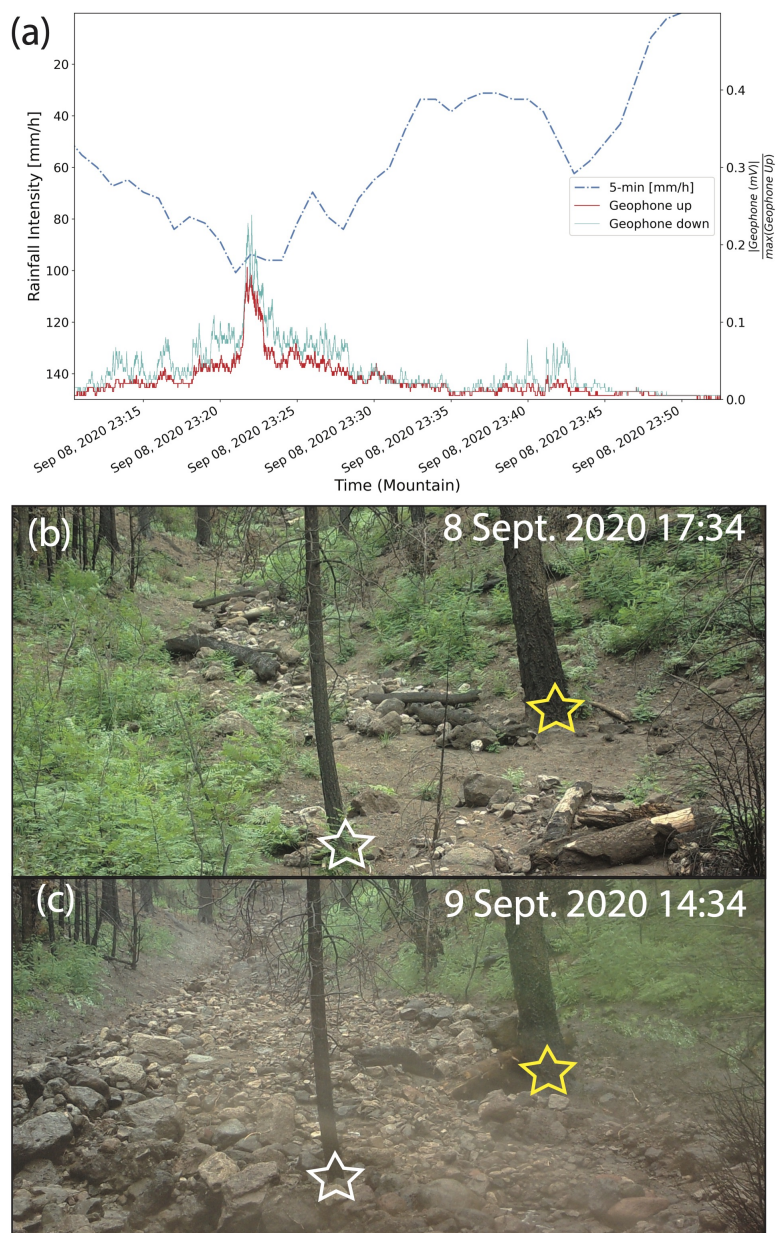 (a)
20
40
60
80
100
120
140
Rainfall Intensity [mm/h]
0.4
0.3
0.2
0.1
0.0
|Geophone (mV)|
max(Geophone Up)
5-min [mm/h]
Geophone up
Geophone down
Sep 08, 2020 23:15
Sep 08, 2020 23:20
Sep 08, 2020 23:25
Sep 08, 2020 23:30
Sep 08, 2020 23:35
Sep 08, 2020 23:40
Sep 08, 2020 23:45
Sep 08, 2020 23:50
Time (Mountain)
(b)
8 Sept. 2020 17:34
(c)
9 Sept. 2020 14:34